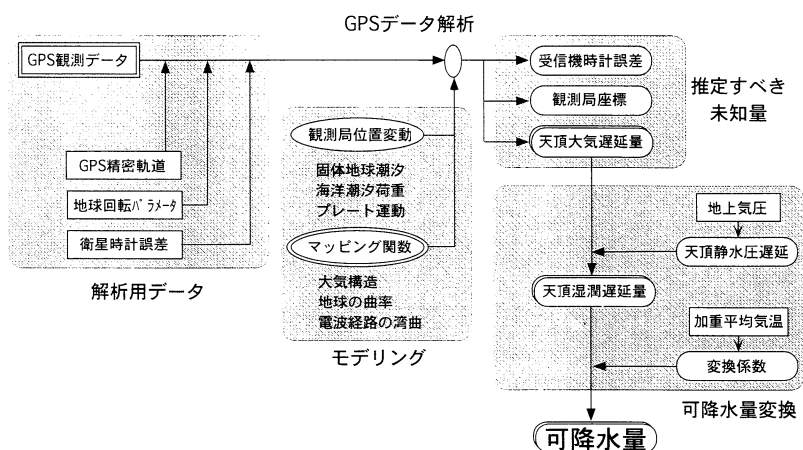 GPSデータ解析
GPS観測データ
GPS精密軌道
地球回転パラメータ
衛星時計誤差
解析用データ
観測局位置変動
固体地球潮汐
海洋潮汐荷重
プレート運動
マッピング関数
大気構造
地球の曲率
電波経路の湾曲
モデリング
受信機時計誤差
観測局座標
天頂大気遅延量
推定すべき
未知量
地上気圧
天頂静水圧遅延
天頂湿潤遅延量
加重平均気温
変換係数
可降水量変換
可降水量